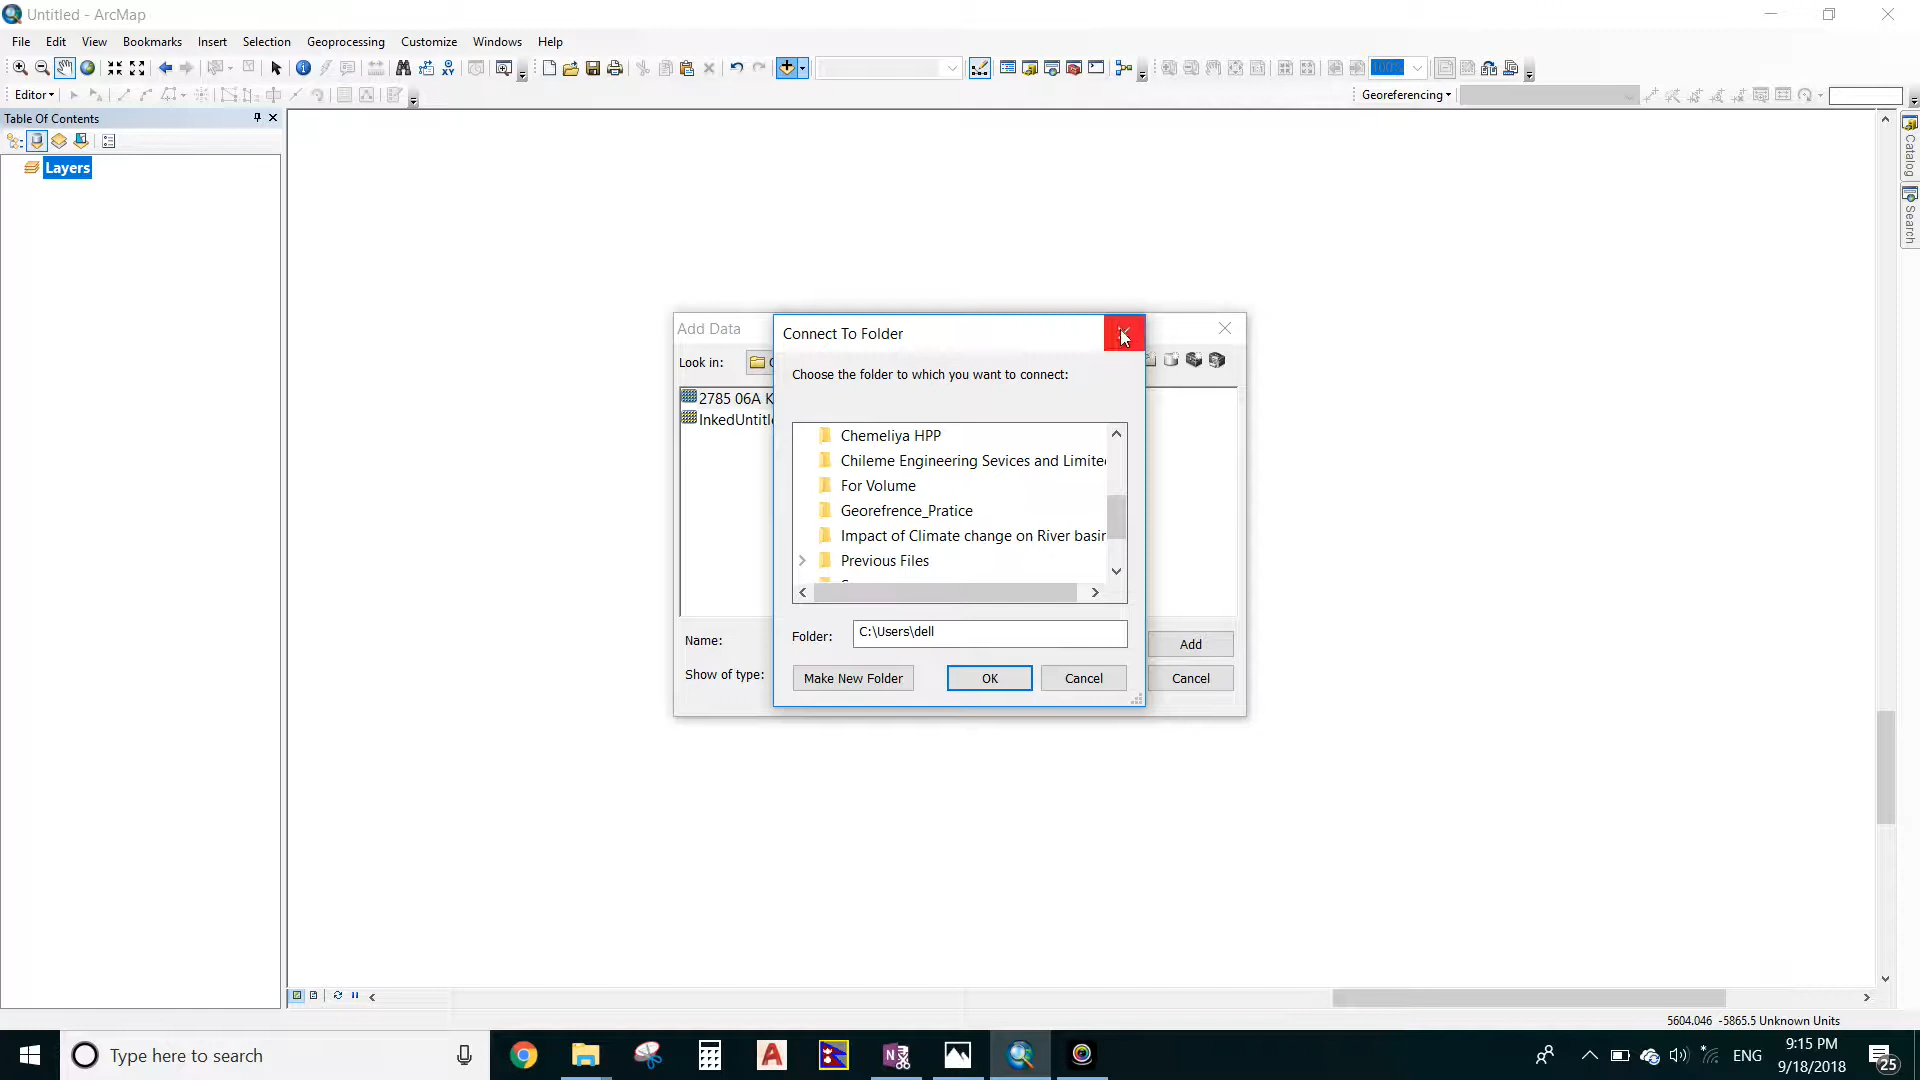 Untitled - ArcMap
File Edit View Bookmarks Insert Selection Geoprocessing Customize Windows Help
100%
Editor Georeferencing
Table Of Contents
Layers
Catalog
Search
Add Data
Look in:
2785 06A K
Connect To Folder
Choose the folder to which you want to connect:
Chemeliya HPP
Chileme Engineering Sevices and Limite
For Volume
Georefrence_Pratice
Impact of Climate change on River basin
Previous Files
Folder: C:\Users\dell
Make New Folder OK Cancel
Name: Add
Show of type: Cancel
5604.046 -5865.5 Unknown Units
Type here to search
ENG
9:15 PM
9/18/2018
25